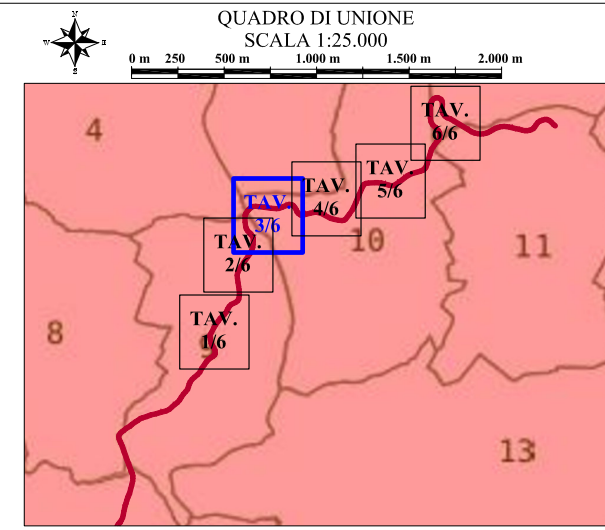 QUADRO DI UNIONE
SCALA 1:25.000
N
W
E
S
0 m 250 500 m 1.000 m 1.500 m 2.000 m
4
TAV.
6/6
TAV.
5/6
TAV.
4/6
TAV.
3/6
10
11
TAV.
2/6
8
TAV.
1/6
9
13